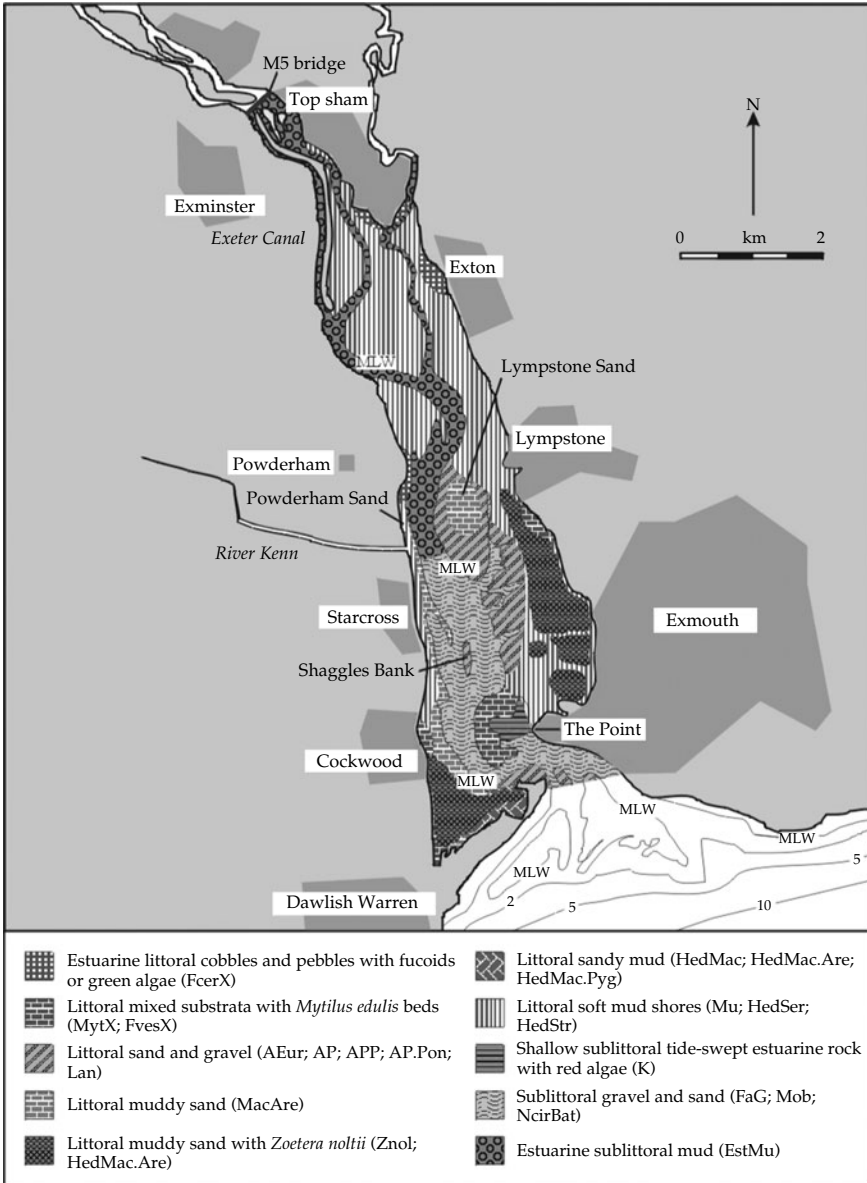 M5 bridge
Top sham
N
Exminster
Exeter Canal
0 km 2
Exton
MLW
Lympstone Sand
Lympstone
Powderham
Powderham Sand
River Kenn
MLW
Starcross
Exmouth
Shaggles Bank
The Point
Cockwood
MLW
MLW
MLW
MLW
5
2
5
10
Dawlish Warren
Estuarine littoral cobbles and pebbles with fucoids
or green algae (FcerX)
Littoral mixed substrata with Mytilus edulis beds
(MytX; FvesX)
Littoral sand and gravel (AEur; AP; APP; AP.Pon;
Lan)
Littoral muddy sand (MacAre)
Littoral muddy sand with Zoetera noltii (Znol;
HedMac.Are)
Littoral sandy mud (HedMac; HedMac.Are;
HedMac.Pyg)
Littoral soft mud shores (Mu; HedSer;
HedStr)
Shallow sublittoral tide-swept estuarine rock
with red algae (K)
Sublittoral gravel and sand (FaG; Mob;
NcirBat)
Estuarine sublittoral mud (EstMu)